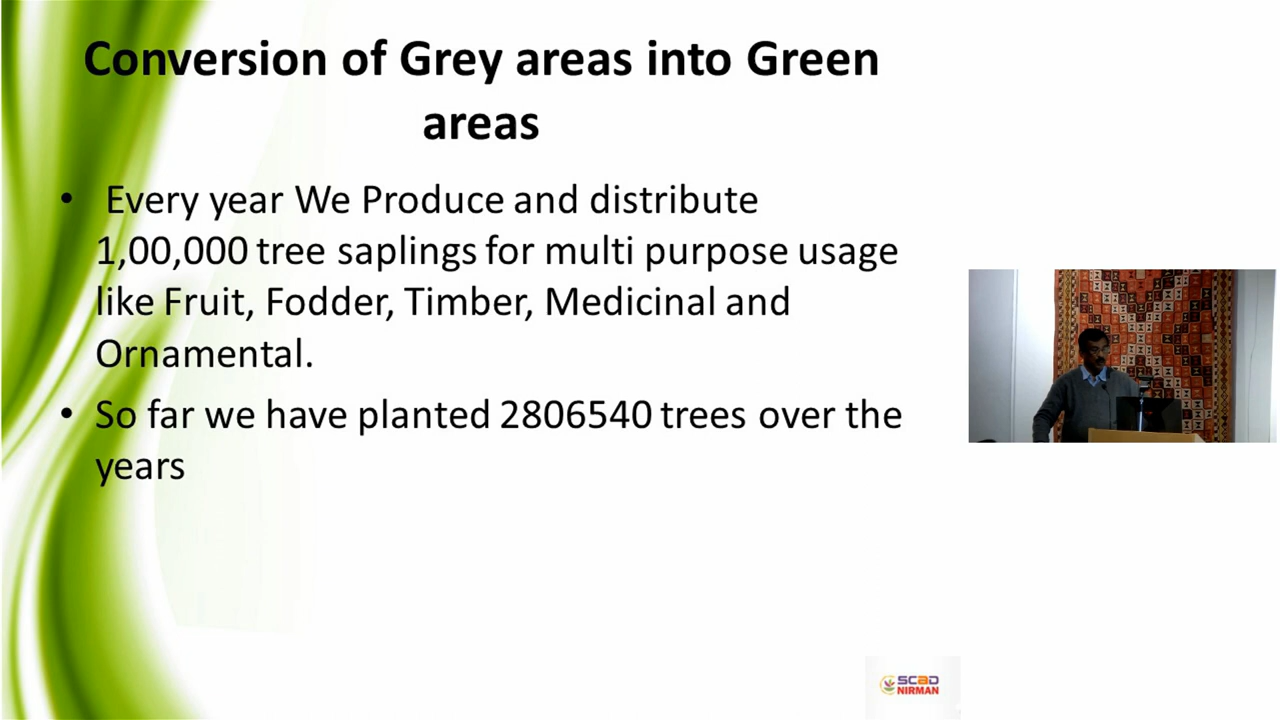 Conversion of Grey areas into Green
areas
• Every year We Produce and distribute
1,00,000 tree saplings for multi purpose usage
like Fruit, Fodder, Timber, Medicinal and
Ornamental.
• So far we have planted 2806540 trees over the
years
SCAD
NIRMAN